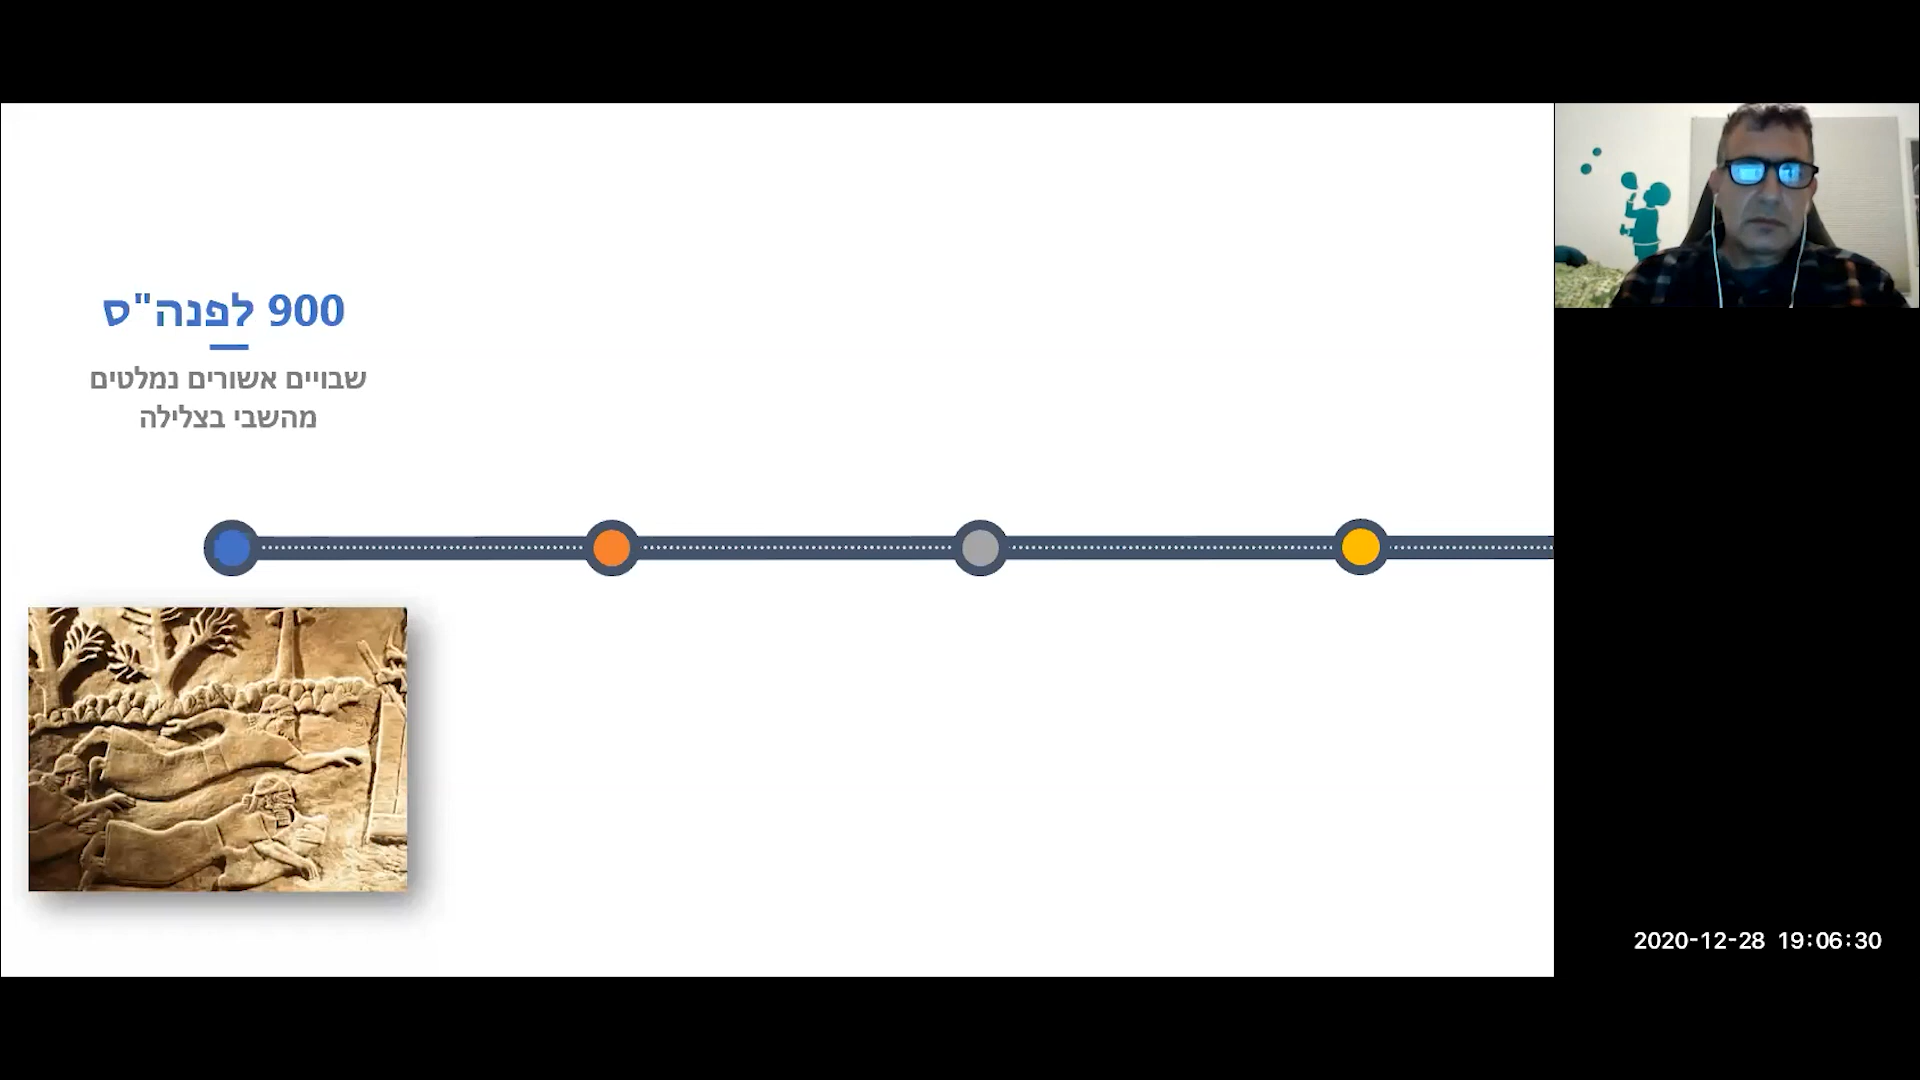 900 לפנה"ס
שבויים אשורים נמלטים
מהשבי בצלילה
2020-12-28 19:06:30